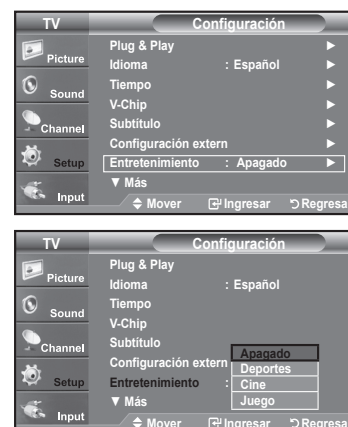 TV Configuración
Picture
Sound
Channel
Setup
Input
Plug & Play
Idioma : Español
Tiempo
V-Chip
Subtítulo
Configuración extern
Entretenimiento : Apagado
▼ Más
Mover Ingresar Regresa
TV Configuración
Picture
Sound
Channel
Setup
Input
Plug & Play
Idioma : Español
Tiempo
V-Chip
Subtítulo
Configuración extern
Entretenimiento :
Apagado
Deportes
Cine
Juego
▼ Más
Mover Ingresar Regresa